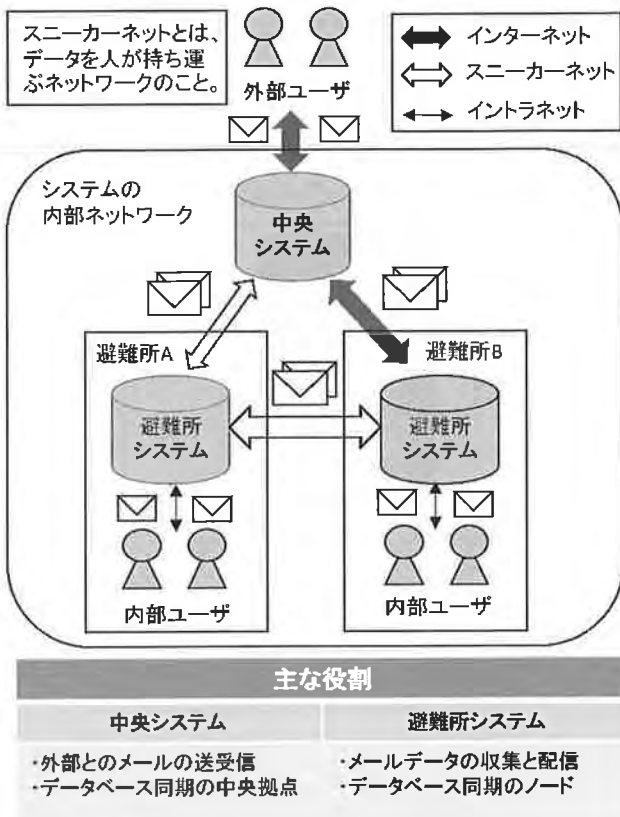 スニーカーネットとは、
データを人が持ち運
ぶネットワークのこと。
外部ユーザ
インターネット
スニーカーネット
イントラネット
システムの
内部ネットワーク
中央
システム
避難所A
避難所B
避難所
システム
避難所
システム
内部ユーザ
内部ユーザ
主な役割
中央システム
避難所システム
・外部とのメールの送受信
・データベース同期の中央拠点
・メールデータの収集と配信
・データベース同期のノード